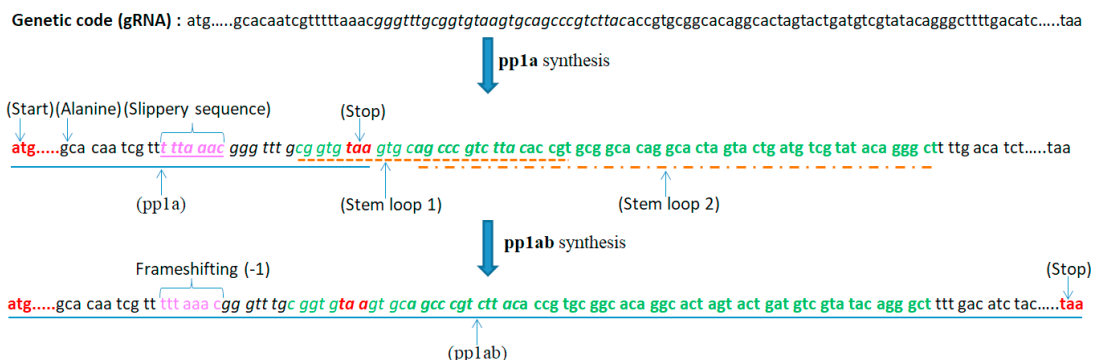 Genetic code (gRNA) : atg.....gcacaatcgtttttaaacgggtttgcggtgtaagtgcagcccgtcttacaccgtgcggcacaggcactagtactgatgtcgtatacagggcttttgacatc.....taa
pp1a synthesis
(Start)(Alanine)(Slippery sequence) (Stop)
atg.....gca caa tcg ttt tta aac ggg ttt gcg gtg taa gtg cag ccc gtc tta cac cgt gcg gca cag gca cta gta ctg atg tcg tat aca ggg ctt ttg aca tct.....taa
(pp1a) (Stem loop 1) (Stem loop 2)
pp1ab synthesis
Frameshifting (-1) (Stop)
atg.....gca caa tcg tt ttt aaa cgg gtt tgc ggt gta agt gca gcc cgt ctt aca ccg tgc ggc aca ggc act agt act gat gtc gta tac agg gct ttt gac atc tac.....taa
(pp1ab)